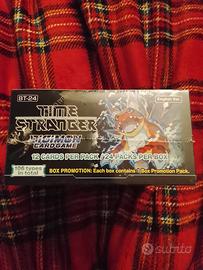 BT-24
English Ver.
TIME
STRANGER
DIGIMON
CARD GAME
12 CARDS PER PACK / 24 PACKS PER BOX
106 types
in total
BOX PROMOTION: Each box contains 1 Box Promotion Pack.
subito